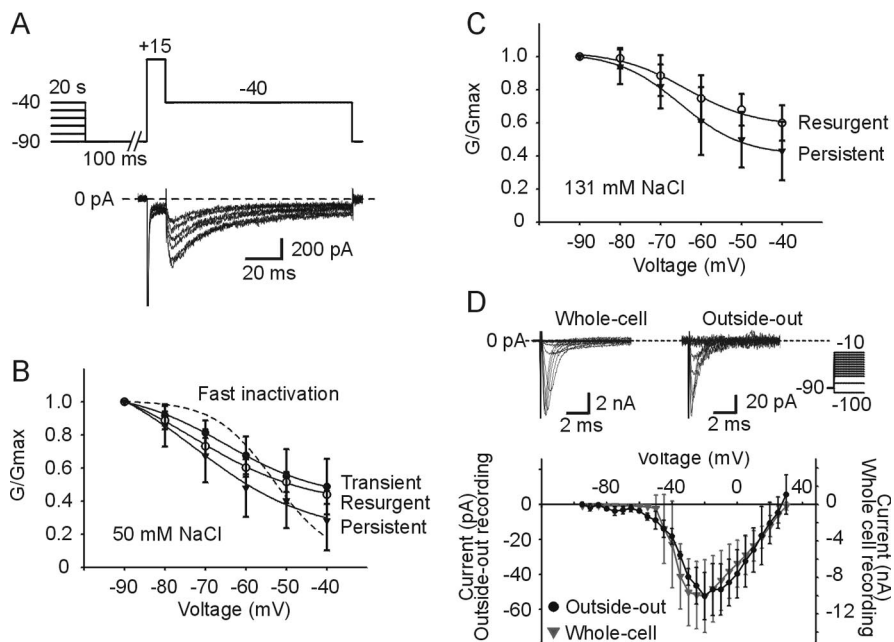 A
+15
20 s
-40
-40
-90
100 ms
0 pA
200 pA
20 ms
B
Fast inactivation
1.0
0.8
0.6
0.4
0.2
0
G/Gmax
Transient
Resurgent
Persistent
50 mM NaCl
-90 -80 -70 -60 -50 -40
Voltage (mV)
C
1.0
0.8
0.6
0.4
0.2
0
G/Gmax
Resurgent
Persistent
131 mM NaCl
-90 -80 -70 -60 -50 -40
Voltage (mV)
D
Whole-cell Outside-out
0 pA
-10
-90
-100
2 nA
2 ms
20 pA
2 ms
Voltage (mV)
-80 -40 0
0
-20
-40
-60
Current (pA)
Outside-out recording
0
-4
-8
-12
Current (nA)
Whole cell recording
Outside-out
Whole-cell